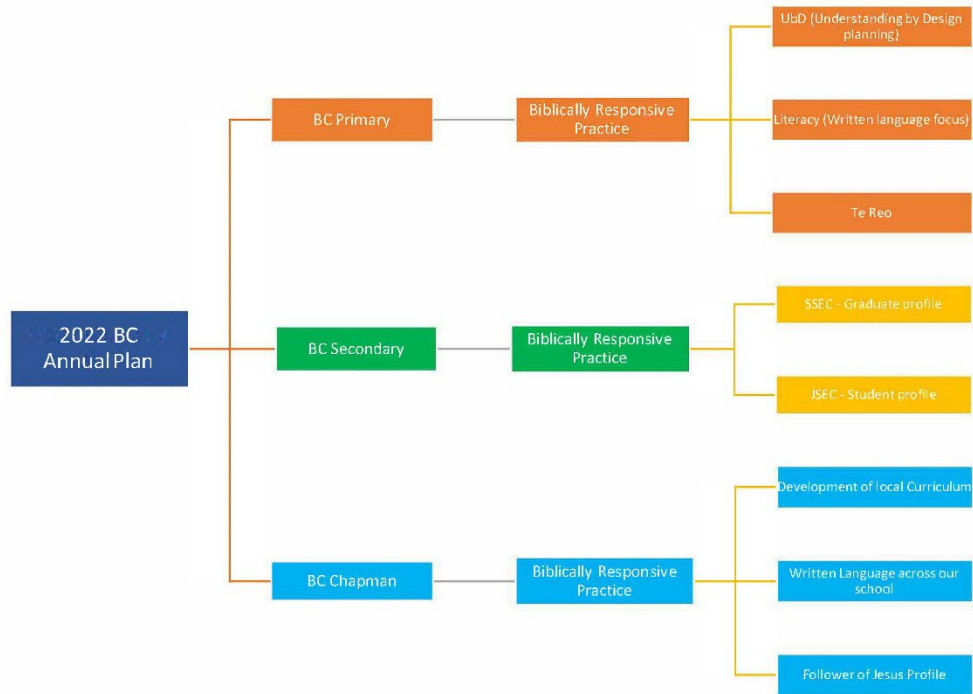 UbD (Understanding by Design
planning}
BC Primary
Biblically Responsive
Practice
Literacy (Written language focus}
Te Reo
2022 BC
Annual Plan
BC Secondary
Biblically Responsive
Practice
SSEC - Graduate profile
JSEC - Student profile
BC Chapman
Biblically Responsive
Practice
Development of local Curriculum
Written Language across our
school
Follower of Jesus Profile